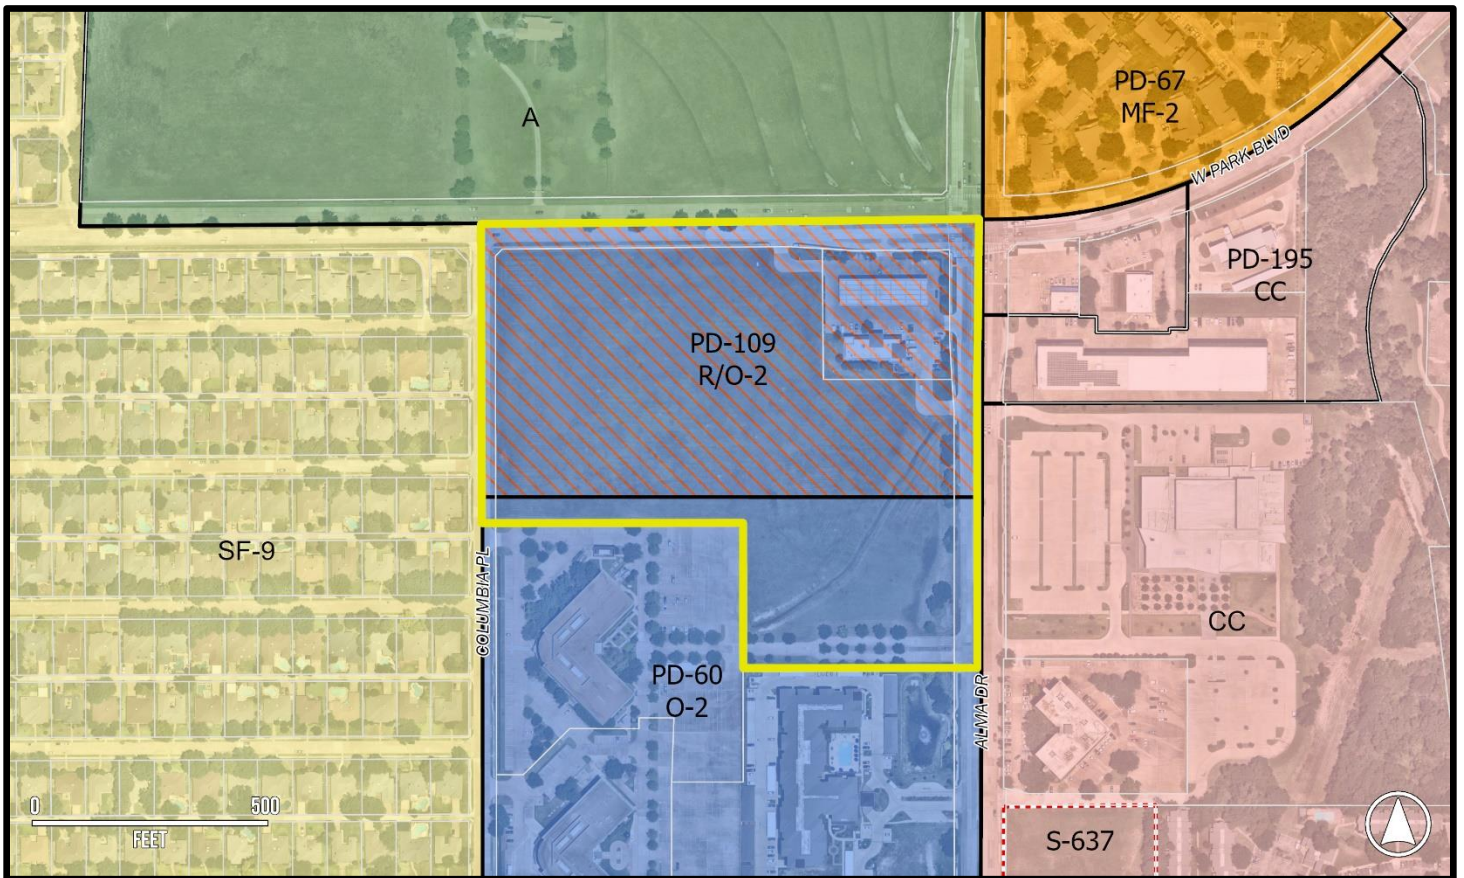 PD-67
MF-2
A
W PARK BLVD
PD-195
CC
PD-109
R/O-2
SF-9
COLUMBIA PL
CC
PD-60
O-2
ALMA DR
0 500
FEET
S-637